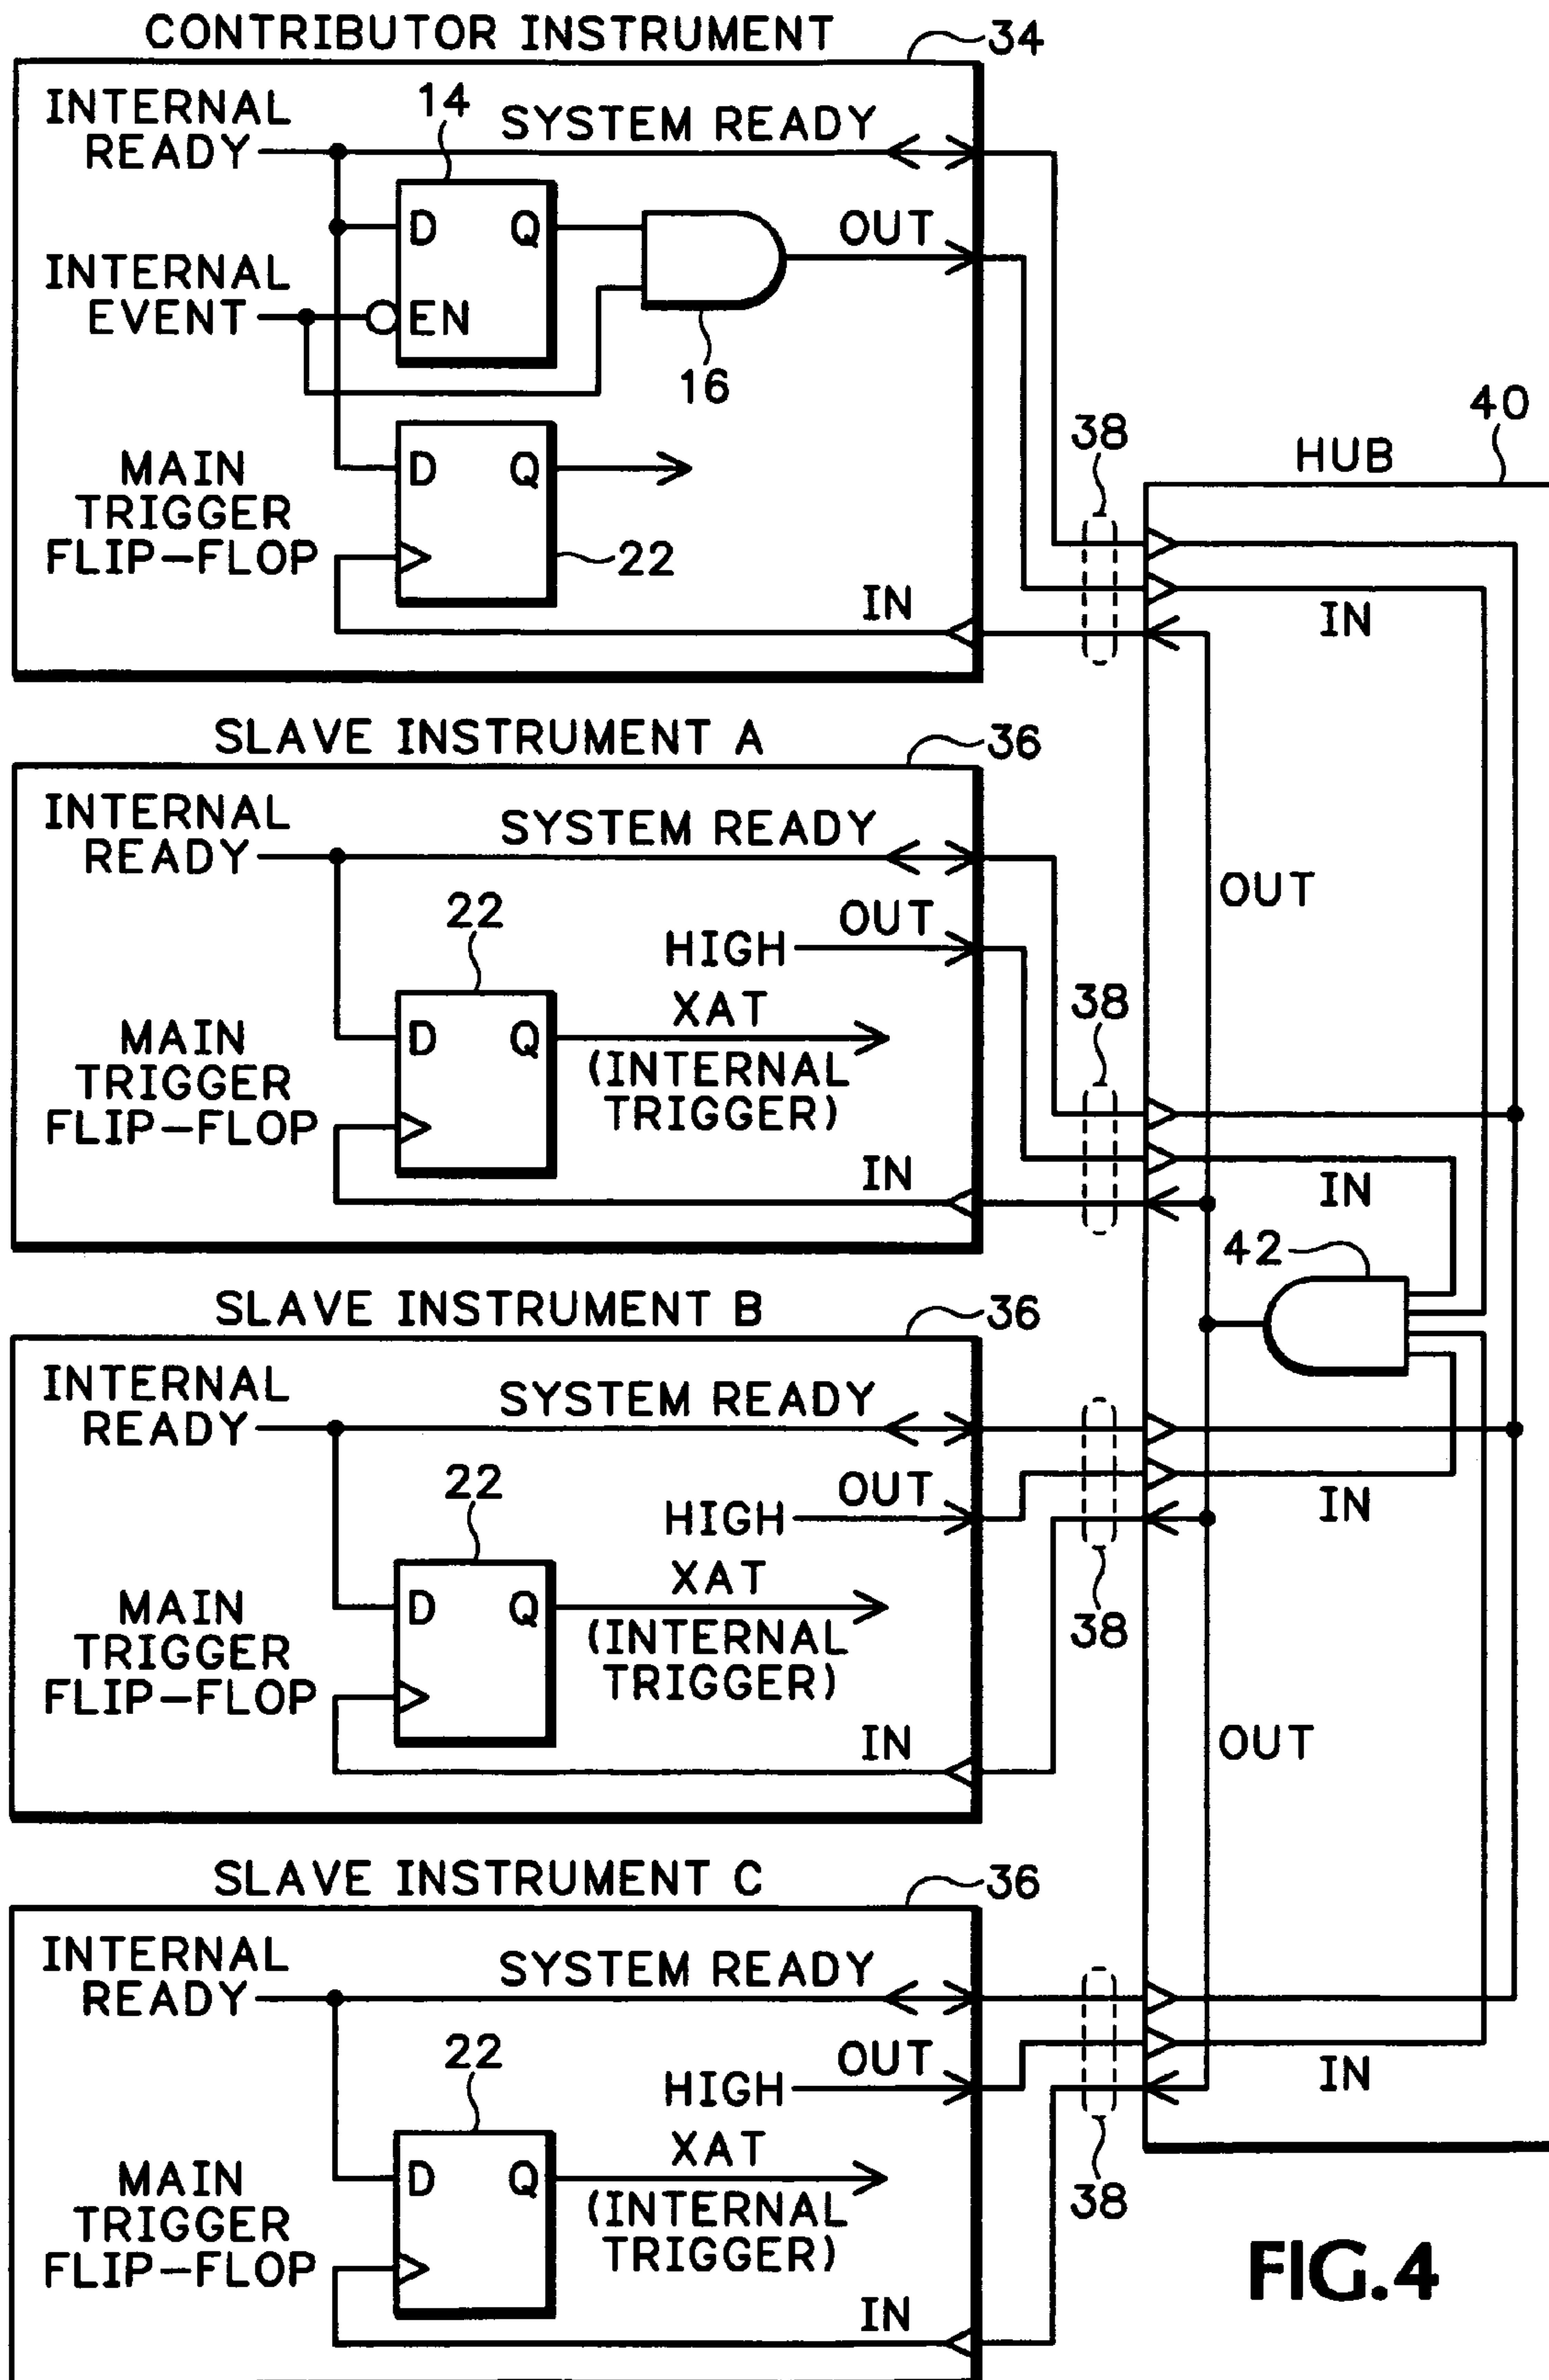 CONTRIBUTOR INSTRUMENT
34
INTERNAL
READY
14
SYSTEM READY
D
Q
OUT
INTERNAL
EVENT
EN
16
MAIN
TRIGGER
FLIP-FLOP
D
Q
22
IN
38
HUB
40
IN
SLAVE INSTRUMENT A
36
INTERNAL
READY
SYSTEM READY
22
OUT
HIGH
XAT
(INTERNAL
TRIGGER)
D
Q
MAIN
TRIGGER
FLIP-FLOP
IN
38
OUT
IN
42
SLAVE INSTRUMENT B
36
INTERNAL
READY
SYSTEM READY
22
OUT
HIGH
XAT
(INTERNAL
TRIGGER)
D
Q
MAIN
TRIGGER
FLIP-FLOP
IN
38
IN
OUT
SLAVE INSTRUMENT C
36
INTERNAL
READY
SYSTEM READY
22
OUT
HIGH
XAT
(INTERNAL
TRIGGER)
D
Q
MAIN
TRIGGER
FLIP-FLOP
IN
38
IN
FIG.4